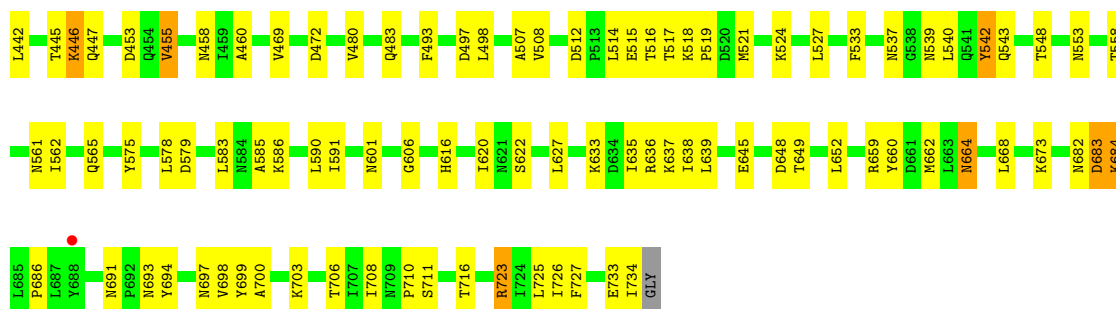 L442 T445 K446 Q447 D453 Q454 V455 N458 I459 A460 V469 D472 V480 Q483 F493 D497 L498 A507 V508 D512 P513 L514 E515 T516 T517 K518 P519 D520 M521 K524 L527 F533 N537 G538 N539 L540 Q541 Y542 Q543 T548 N553 T558
N561 I562 Q565 Y575 L578 D579 L583 N584 A585 K586 L590 I591 N601 G606 H616 I620 N621 S622 L627 K633 D634 I635 R636 K637 I638 L639 E645 D648 T649 L652 R659 Y660 D661 M662 L663 N664 L668 K673 N682 D683 K684
L685 P686 L687 Y688 N691 P692 N693 Y694 N697 V698 Y699 A700 K703 T706 I707 I708 N709 P710 S711 T716 R723 I724 L725 I726 F727 E733 I734 GLY